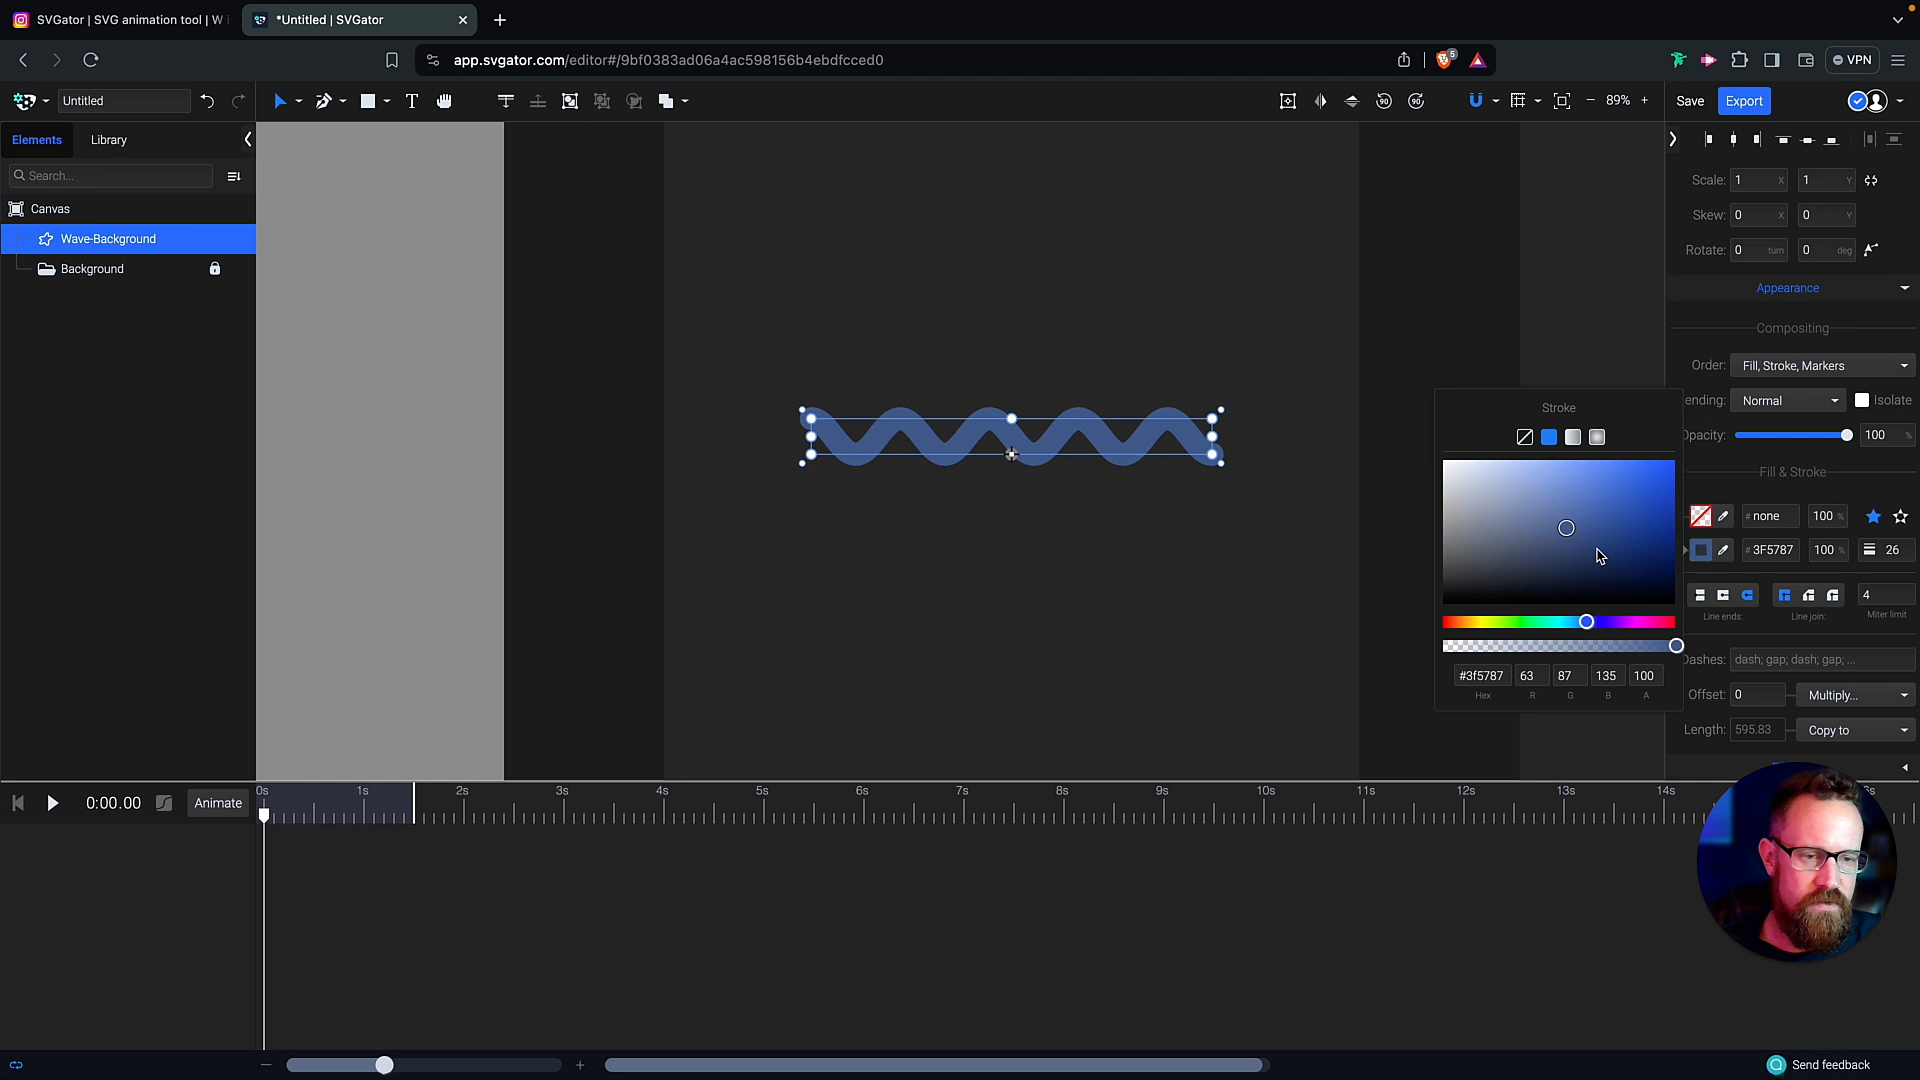 SVGator | SVG animation tool | W
*Untitled | SVGator
app.svgator.com/editor#/9bf0383ad06a4ac598156b4ebdfcced0
5
VPN
Untitled
T
89%
Save
Export
Elements
Library
Search...
Canvas
Wave-Background
Background
Scale: 1 X 1 Y
Skew: 0 X 0 Y
Rotate: 0 turn 0 deg
Appearance
Compositing
Order: Fill, Stroke, Markers
ending: Normal Isolate
Opacity: 100 %
Fill & Stroke
# none 100 %
# 3F5787 100 % 26
4
Line ends: Line join: Miter limit
Dashes: dash; gap; dash; gap; ...
Offset: 0 Multiply...
Length: 595.83 Copy to
Stroke
#3f5787 63 87 135 100
Hex R G B A
0:00.00
Animate
0s 1s 2s 3s 4s 5s 6s 7s 8s 9s 10s 11s 12s 13s 14s
Send feedback